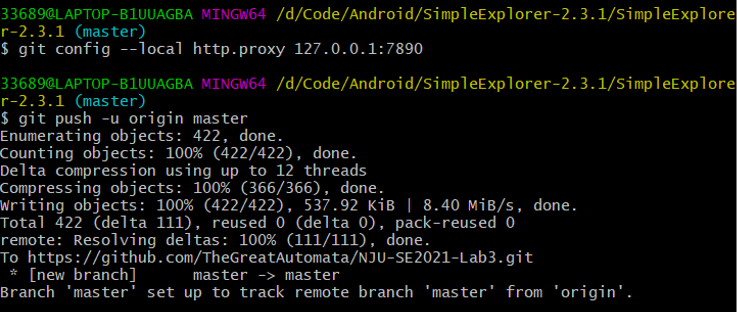 33689@LAPTOP-B1UUAGBA MINGW64 /d/Code/Android/SimpleExplorer-2.3.1/SimpleExplore
r-2.3.1 (master)
$ git config --local http.proxy 127.0.0.1:7890
33689@LAPTOP-B1UUAGBA MINGW64 /d/Code/Android/SimpleExplorer-2.3.1/SimpleExplore
r-2.3.1 (master)
$ git push -u origin master
Enumerating objects: 422, done.
Counting objects: 100% (422/422), done.
Delta compression using up to 12 threads
Compressing objects: 100% (366/366), done.
Writing objects: 100% (422/422), 537.92 KiB | 8.40 MiB/s, done.
Total 422 (delta 111), reused 0 (delta 0), pack-reused 0
remote: Resolving deltas: 100% (111/111), done.
To https://github.com/TheGreatAutomata/NJU-SE2021-Lab3.git
 * [new branch]      master -> master
Branch 'master' set up to track remote branch 'master' from 'origin'.